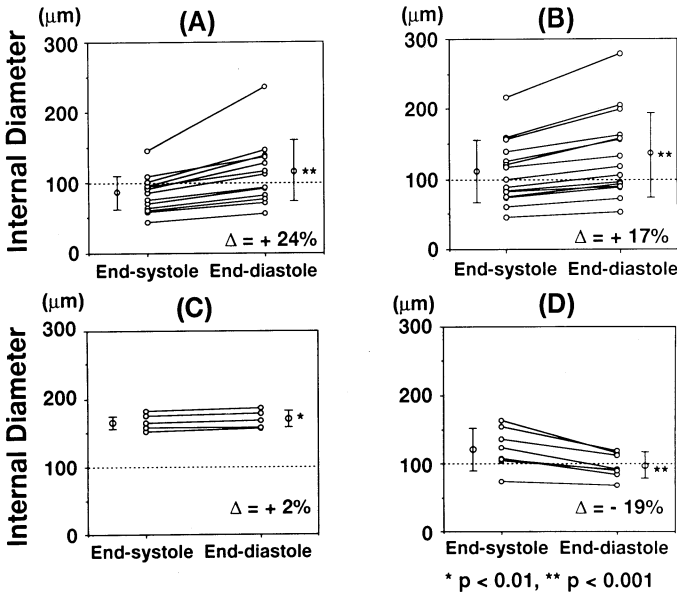 (μm)
(A)
Internal Diameter
300
200
100
0
**
Δ = + 24%
End-systole End-diastole
(μm)
(B)
300
200
100
0
**
Δ = + 17%
End-systole End-diastole
(μm)
(C)
Internal Diameter
300
200
100
0
*
Δ = + 2%
End-systole End-diastole
(μm)
(D)
300
200
100
0
**
Δ = - 19%
End-systole End-diastole
* p < 0.01, ** p < 0.001